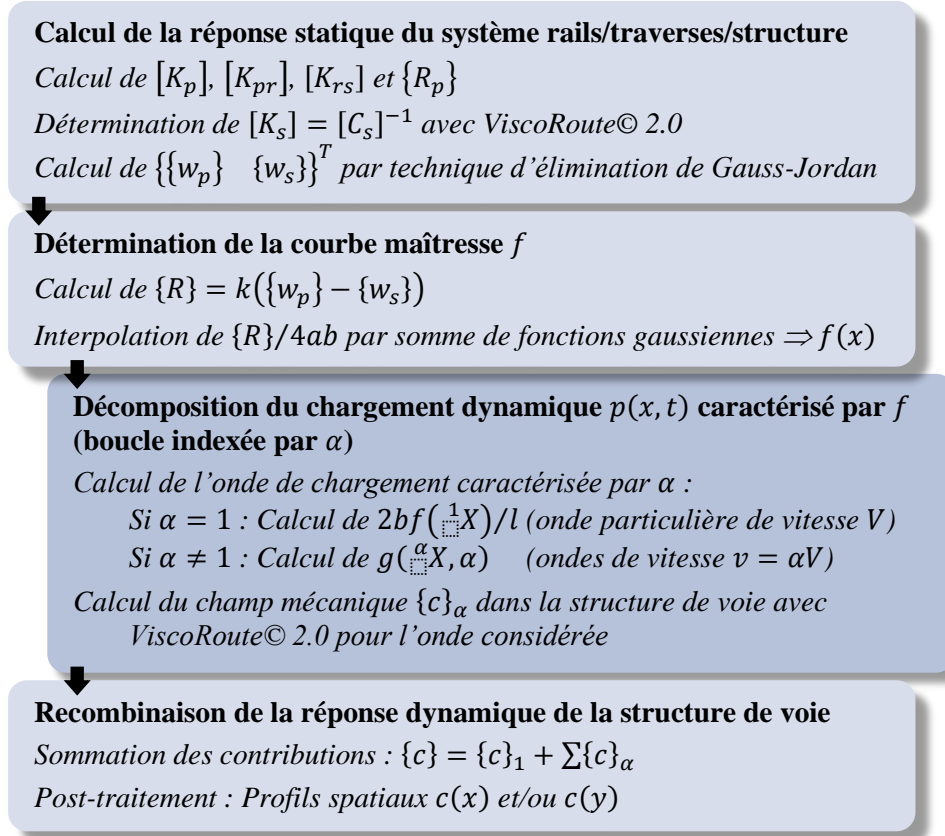 Calcul de la réponse statique du système rails/traverses/structure
Calcul de [K_p], [K_pr], [K_rs] et {R_p}
Détermination de [K_s] = [C_s]^−1 avec ViscoRoute© 2.0
Calcul de {{w_p} {w_s}}^T par technique d'élimination de Gauss-Jordan
Détermination de la courbe maîtresse f
Calcul de {R} = k({w_p} − {w_s})
Interpolation de {R}/4ab par somme de fonctions gaussiennes ⇒ f(x)
Décomposition du chargement dynamique p(x, t) caractérisé par f
(boucle indexée par α)
Calcul de l'onde de chargement caractérisée par α :
Si α = 1 : Calcul de 2bf(^1X)/l (onde particulière de vitesse V)
Si α ≠ 1 : Calcul de g(^αX, α) (ondes de vitesse v = αV)
Calcul du champ mécanique {c}_α dans la structure de voie avec
ViscoRoute© 2.0 pour l'onde considérée
Recombinaison de la réponse dynamique de la structure de voie
Sommation des contributions : {c} = {c}_1 + ∑{c}_α
Post-traitement : Profils spatiaux c(x) et/ou c(y)